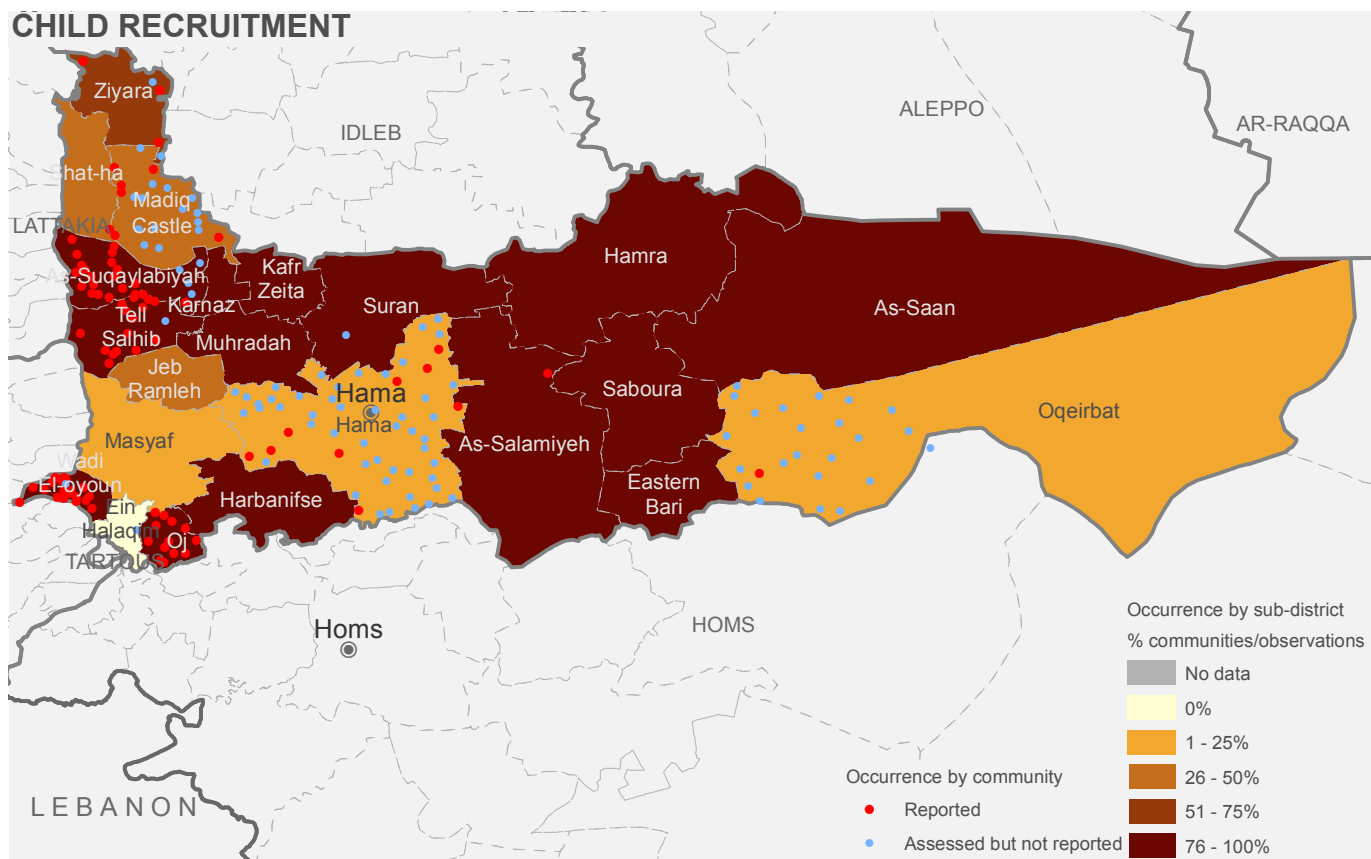 CHILD RECRUITMENT
Ziyara
IDLEB
ALEPPO
AR-RAQQA
Shat-ha
Madiq
Castle
LATTAKIA
Hamra
As-Suqaylabiyah
Kafr
Zeita
Karnaz
Suran
As-Saan
Tell
Salhib
Muhradah
Jeb
Ramleh
Saboura
Hama
Hama
Oqeirbat
Masyaf
As-Salamiyeh
Wadi
El-oyoun
Harbanifse
Eastern
Bari
Ein
Halaqim
Oj
TARTOUS
Homs
HOMS
LEBANON
Occurrence by community
Reported
Assessed but not reported
Occurrence by sub-district
% communities/observations
No data
0%
1 - 25%
26 - 50%
51 - 75%
76 - 100%